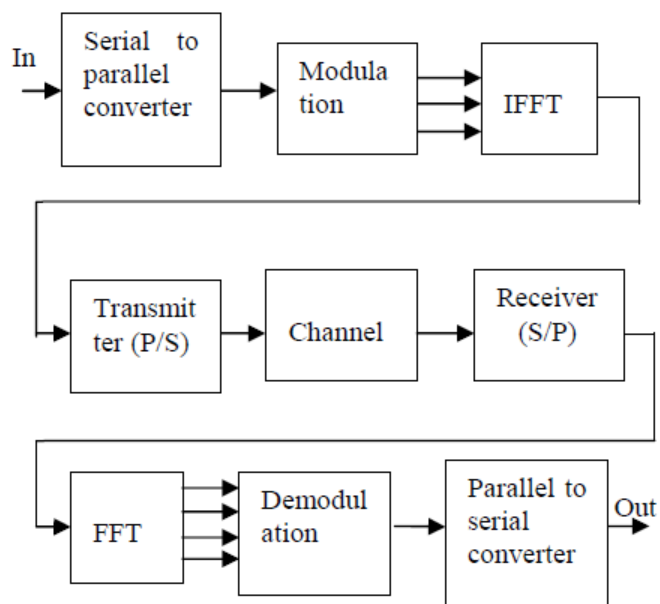 In
Serial to
parallel
converter
Modula
tion
IFFT
Transmit
ter (P/S)
Channel
Receiver
(S/P)
FFT
Demodul
ation
Parallel to
serial
converter
Out